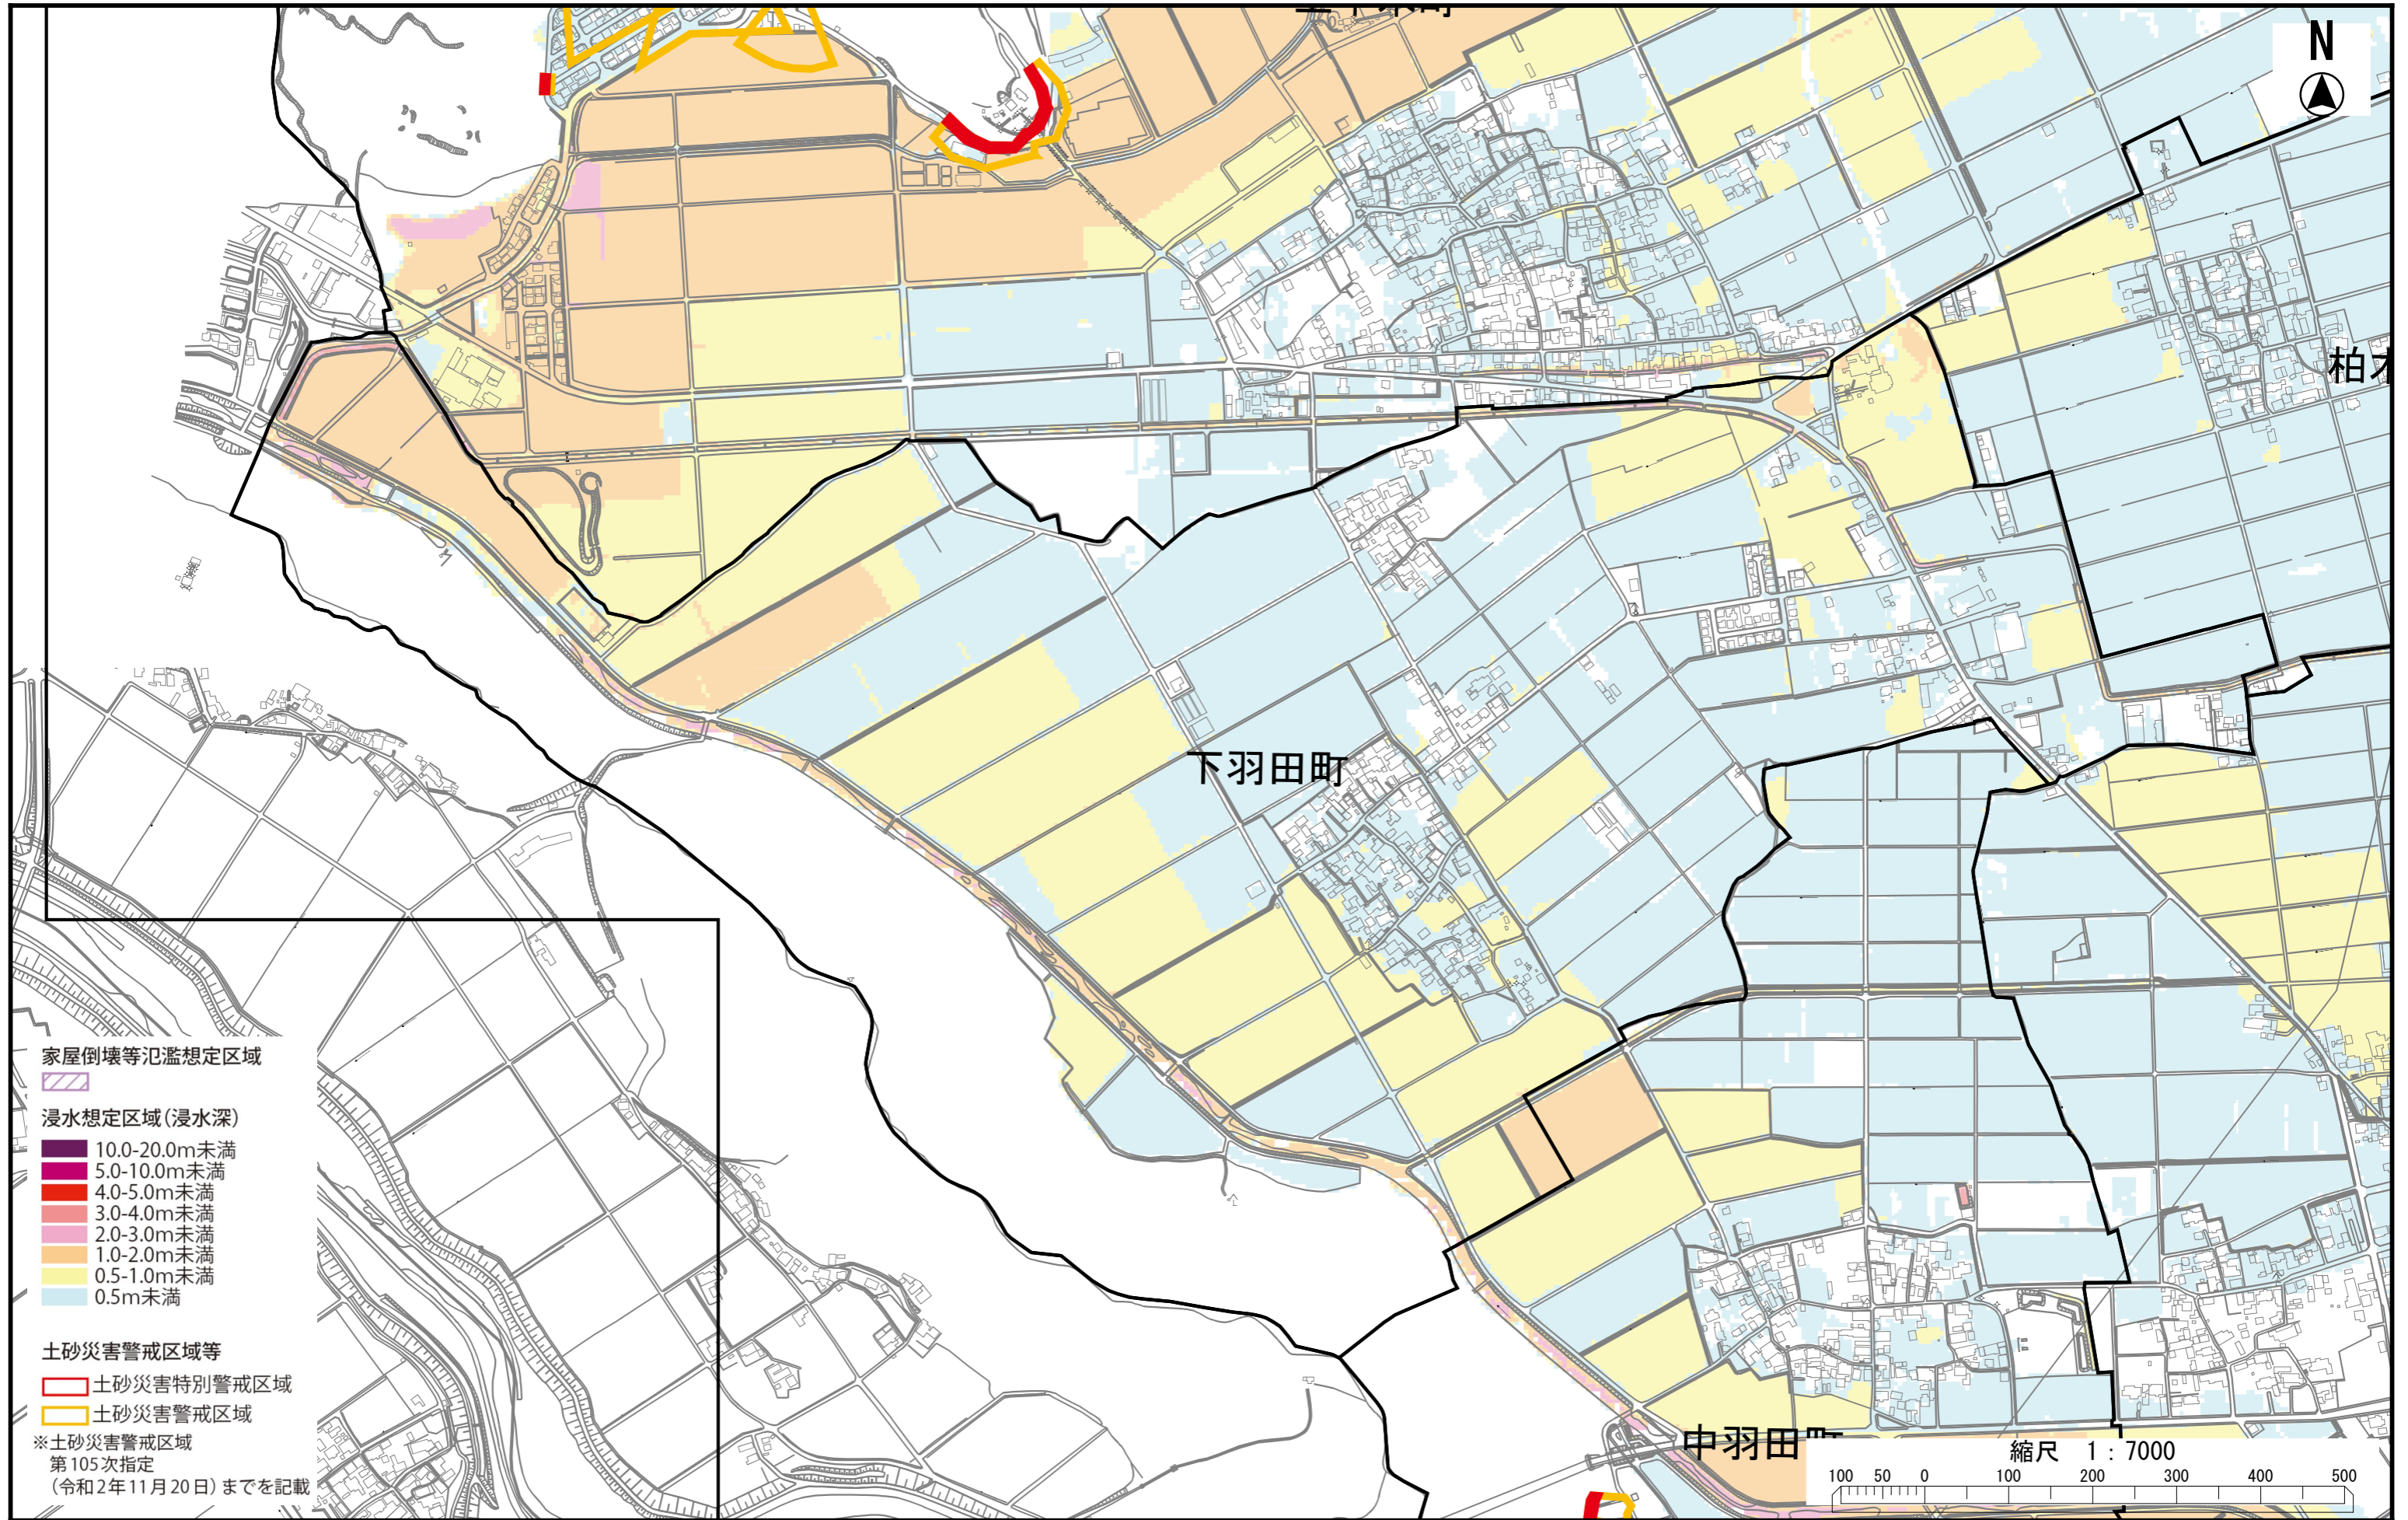 N
下羽田町
中羽田町
家屋倒壊等氾濫想定区域
浸水想定区域(浸水深)
10.0-20.0m未満
5.0-10.0m未満
4.0-5.0m未満
3.0-4.0m未満
2.0-3.0m未満
1.0-2.0m未満
0.5-1.0m未満
0.5m未満
土砂災害警戒区域等
土砂災害特別警戒区域
土砂災害警戒区域
※土砂災害警戒区域
第105次指定
(令和2年11月20日)までを記載
縮尺 1:7000
100 50 0 100 200 300 400 500